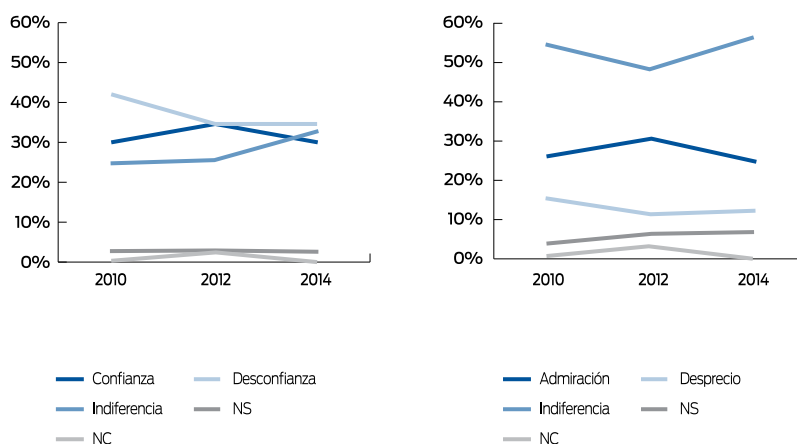 60%
50%
40%
30%
20%
10%
0%
2010 2012 2014
Confianza Desconfianza
Indiferencia NS
NC
60%
50%
40%
30%
20%
10%
0%
2010 2012 2014
Admiración Desprecio
Indiferencia NS
NC